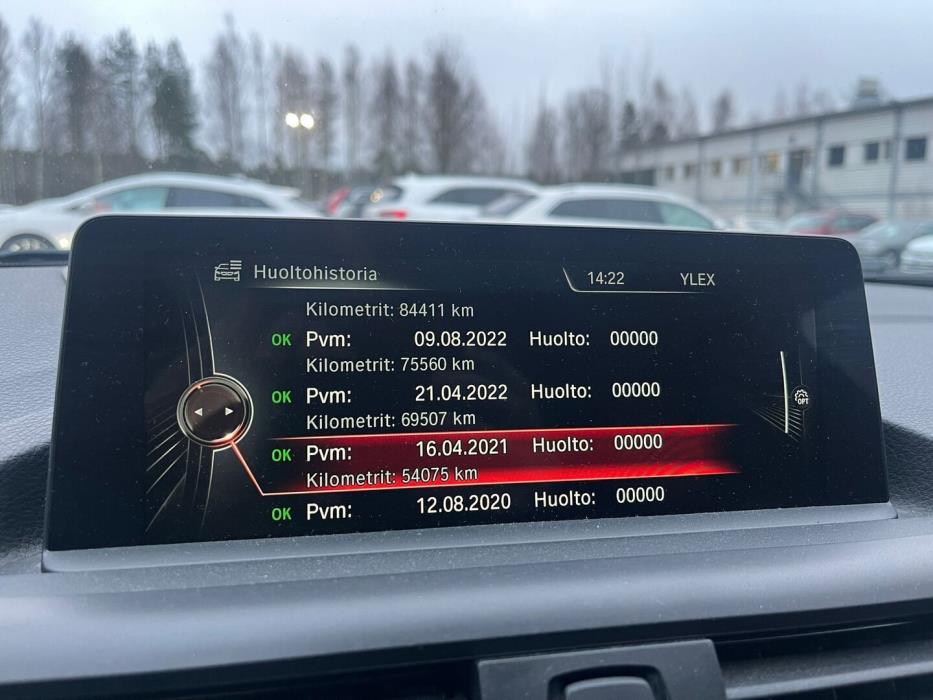 Huoltohistoria 14:22 YLEX
Kilometrit: 84411 km
OK Pvm: 09.08.2022 Huolto: 00000
Kilometrit: 75560 km
OK Pvm: 21.04.2022 Huolto: 00000
Kilometrit: 69507 km
OK Pvm: 16.04.2021 Huolto: 00000
Kilometrit: 54075 km
OK Pvm: 12.08.2020 Huolto: 00000
OPT